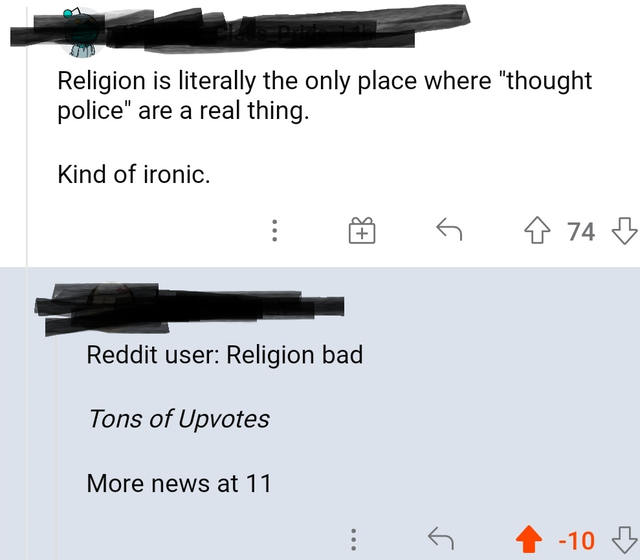 Religion is literally the only place where "thought
police" are a real thing.
Kind of ironic.
74
Reddit user: Religion bad
Tons of Upvotes
More news at 11
-10